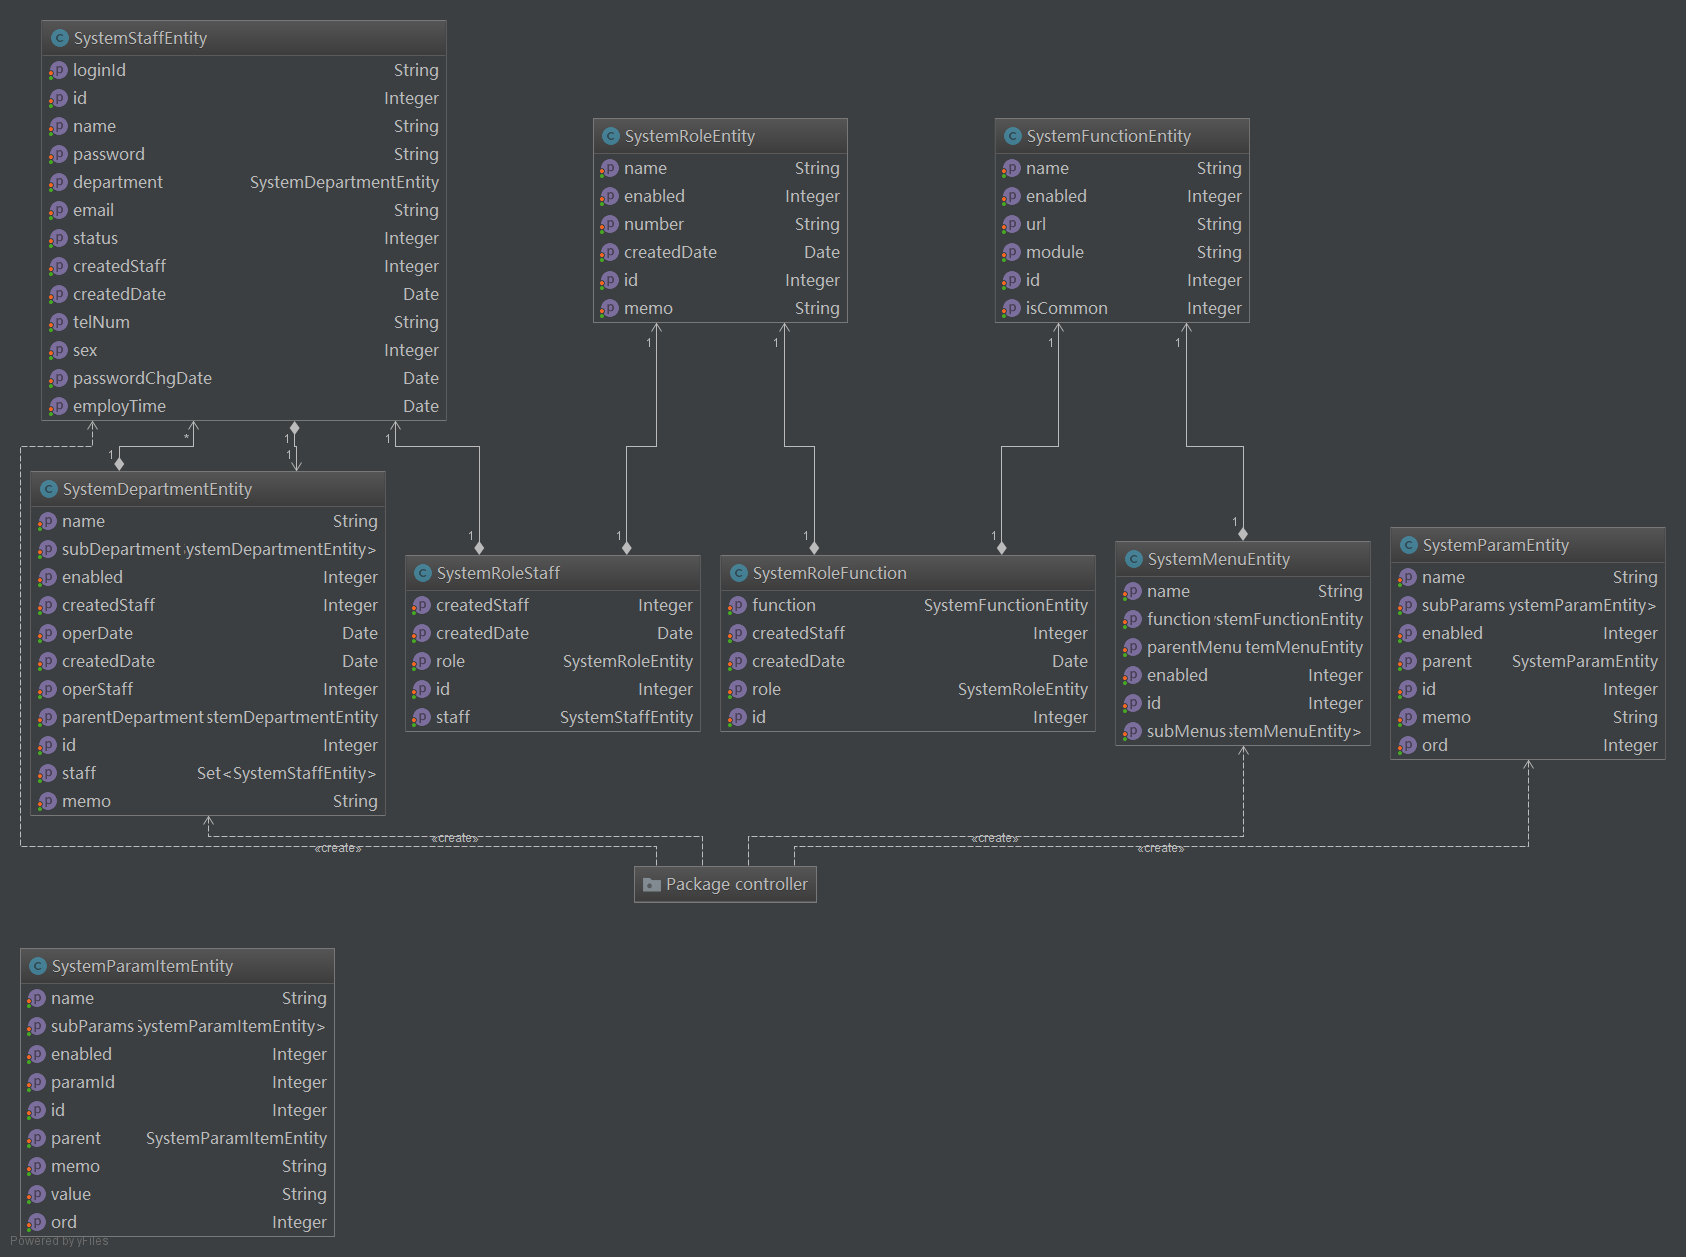 SystemStaffEntity
loginId String
id Integer
name String
password String
department SystemDepartmentEntity
email String
status Integer
createdStaff Integer
createdDate Date
telNum String
sex Integer
passwordChgDate Date
employTime Date
SystemRoleEntity
name String
enabled Integer
number String
createdDate Date
id Integer
memo String
SystemFunctionEntity
name String
enabled Integer
url String
module String
id Integer
isCommon Integer
1 1 1 1
* 1 1
1 1
1 1 1 1 1
SystemDepartmentEntity
name String
subDepartment ystemDepartmentEntity>
enabled Integer
createdStaff Integer
operDate Date
createdDate Date
operStaff Integer
parentDepartment stemDepartmentEntity
id Integer
staff Set<SystemStaffEntity>
memo String
SystemRoleStaff
createdStaff Integer
createdDate Date
role SystemRoleEntity
id Integer
staff SystemStaffEntity
SystemRoleFunction
function SystemFunctionEntity
createdStaff Integer
createdDate Date
role SystemRoleEntity
id Integer
SystemMenuEntity
name String
function stemFunctionEntity
parentMenu temMenuEntity
enabled Integer
id Integer
subMenus stemMenuEntity>
SystemParamEntity
name String
subParams ystemParamEntity>
enabled Integer
parent SystemParamEntity
id Integer
memo String
ord Integer
«create» «create»
«create» «create»
Package controller
SystemParamItemEntity
name String
subParams SystemParamItemEntity>
enabled Integer
paramId Integer
id Integer
parent SystemParamItemEntity
memo String
value String
ord Integer
Powered by yFiles